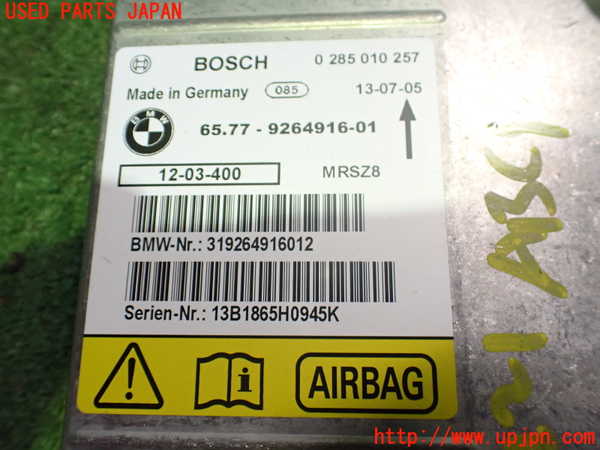 USED PARTS JAPAN
BOSCH 0 285 010 257
Made in Germany 085 13-07-05
BMW
65.77 - 9264916-01
12-03-400 MRSZ8
BMW-Nr.: 319264916012
Serien-Nr.: 13B1865H0945K
AIRBAG
http://www.upjpn.com